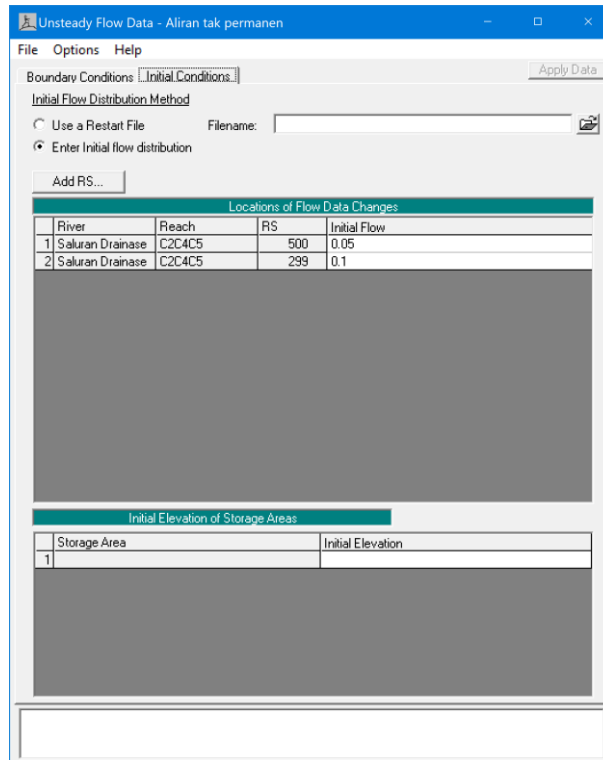 Unsteady Flow Data - Aliran tak permanen
File Options Help
Boundary Conditions Initial Conditions Apply Data
Initial Flow Distribution Method
Use a Restart File Filename:
Enter Initial flow distribution
Add RS...
Locations of Flow Data Changes
River Reach RS Initial Flow
1 Saluran Drainase C2C4C5 500 0.05
2 Saluran Drainase C2C4C5 299 0.1
Initial Elevation of Storage Areas
Storage Area Initial Elevation
1